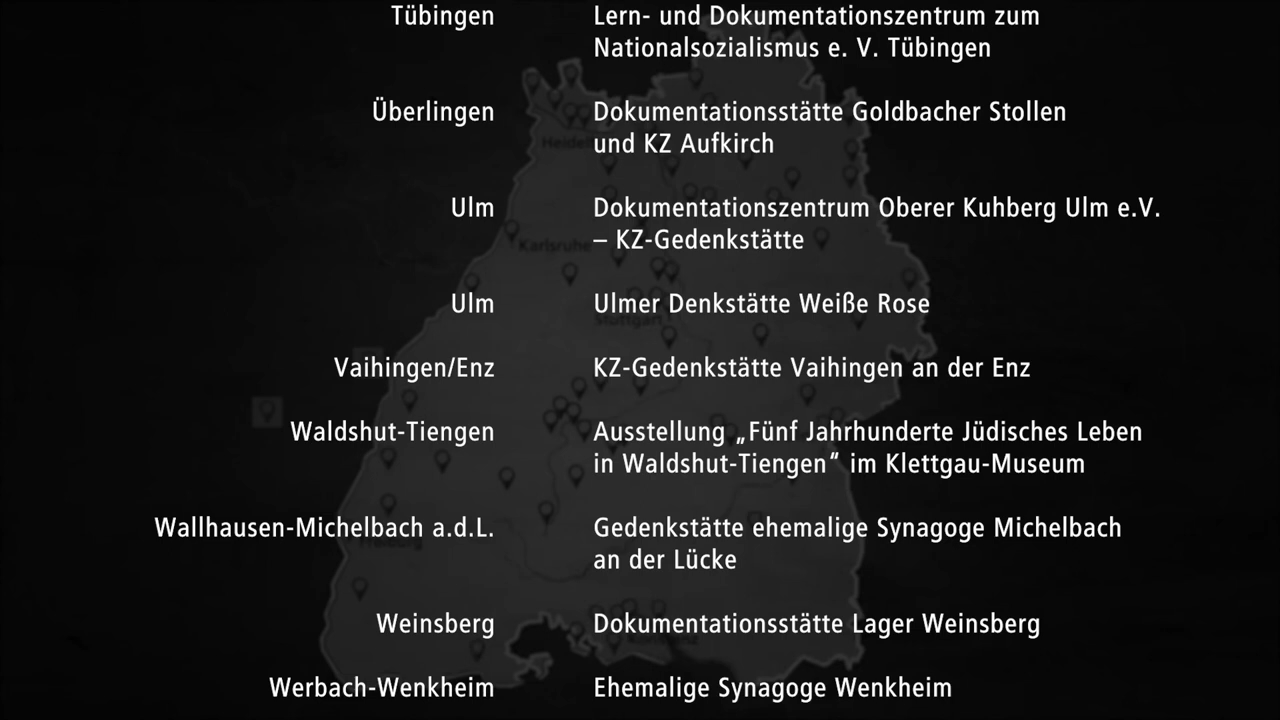 Tübingen Lern- und Dokumentationszentrum zum
Nationalsozialismus e. V. Tübingen
Überlingen Dokumentationsstätte Goldbacher Stollen
und KZ Aufkirch
Ulm Dokumentationszentrum Oberer Kuhberg Ulm e.V.
– KZ-Gedenkstätte
Ulm Ulmer Denkstätte Weiße Rose
Vaihingen/Enz KZ-Gedenkstätte Vaihingen an der Enz
Waldshut-Tiengen Ausstellung „Fünf Jahrhunderte Jüdisches Leben
in Waldshut-Tiengen“ im Klettgau-Museum
Wallhausen-Michelbach a.d.L. Gedenkstätte ehemalige Synagoge Michelbach
an der Lücke
Weinsberg Dokumentationsstätte Lager Weinsberg
Werbach-Wenkheim Ehemalige Synagoge Wenkheim
Karlsruhe
Stuttgart